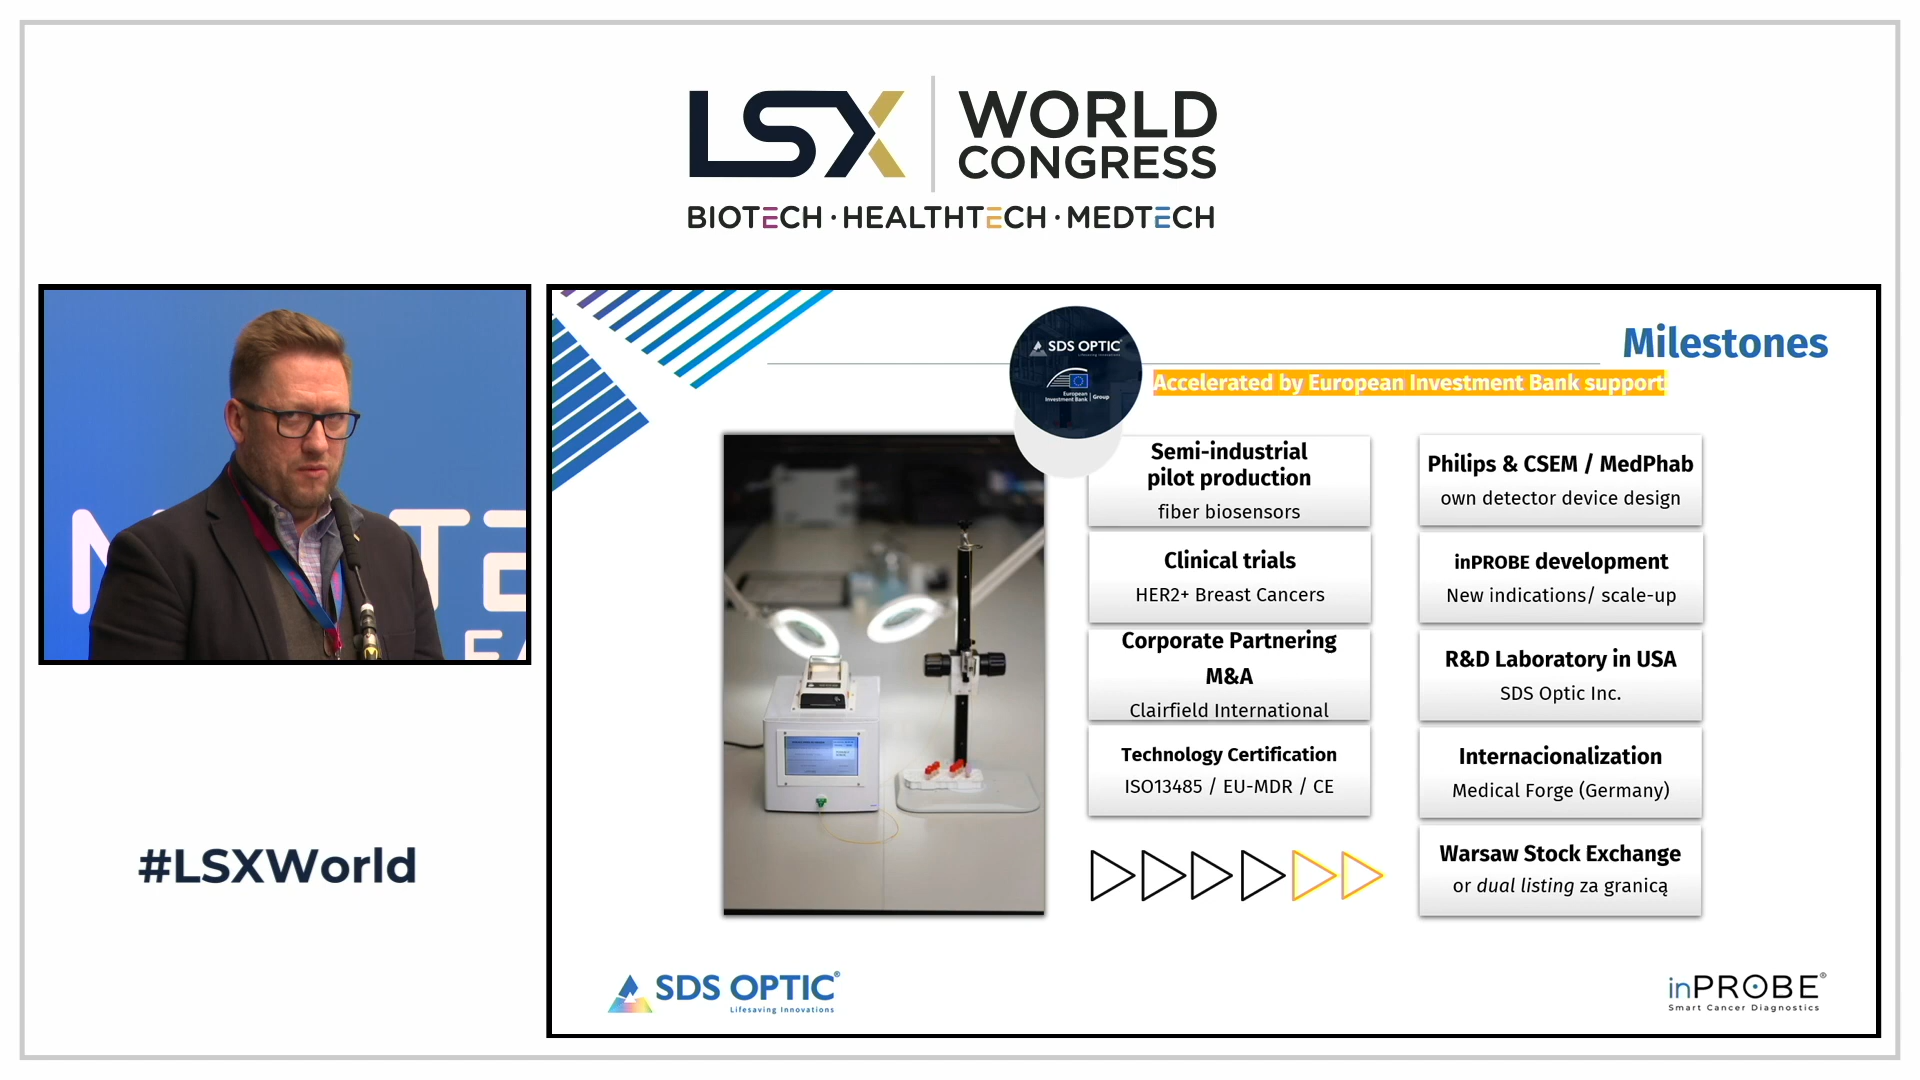 LSX WORLD
CONGRESS
BIOTECH · HEALTHTECH · MEDTECH
#LSXWorld
Milestones
SDS OPTIC
European
Investment Bank | Group
Accelerated by European Investment Bank support
Semi-industrial
pilot production
fiber biosensors
Clinical trials
HER2+ Breast Cancers
Corporate Partnering
M&A
Clairfield International
Technology Certification
ISO13485 / EU-MDR / CE
Philips & CSEM / MedPhab
own detector device design
inPROBE development
New indications/ scale-up
R&D Laboratory in USA
SDS Optic Inc.
Internacionalization
Medical Forge (Germany)
Warsaw Stock Exchange
or dual listing za granicą
SDS OPTIC®
Lifesaving Innovations
inPROBE®
Smart Cancer Diagnostics